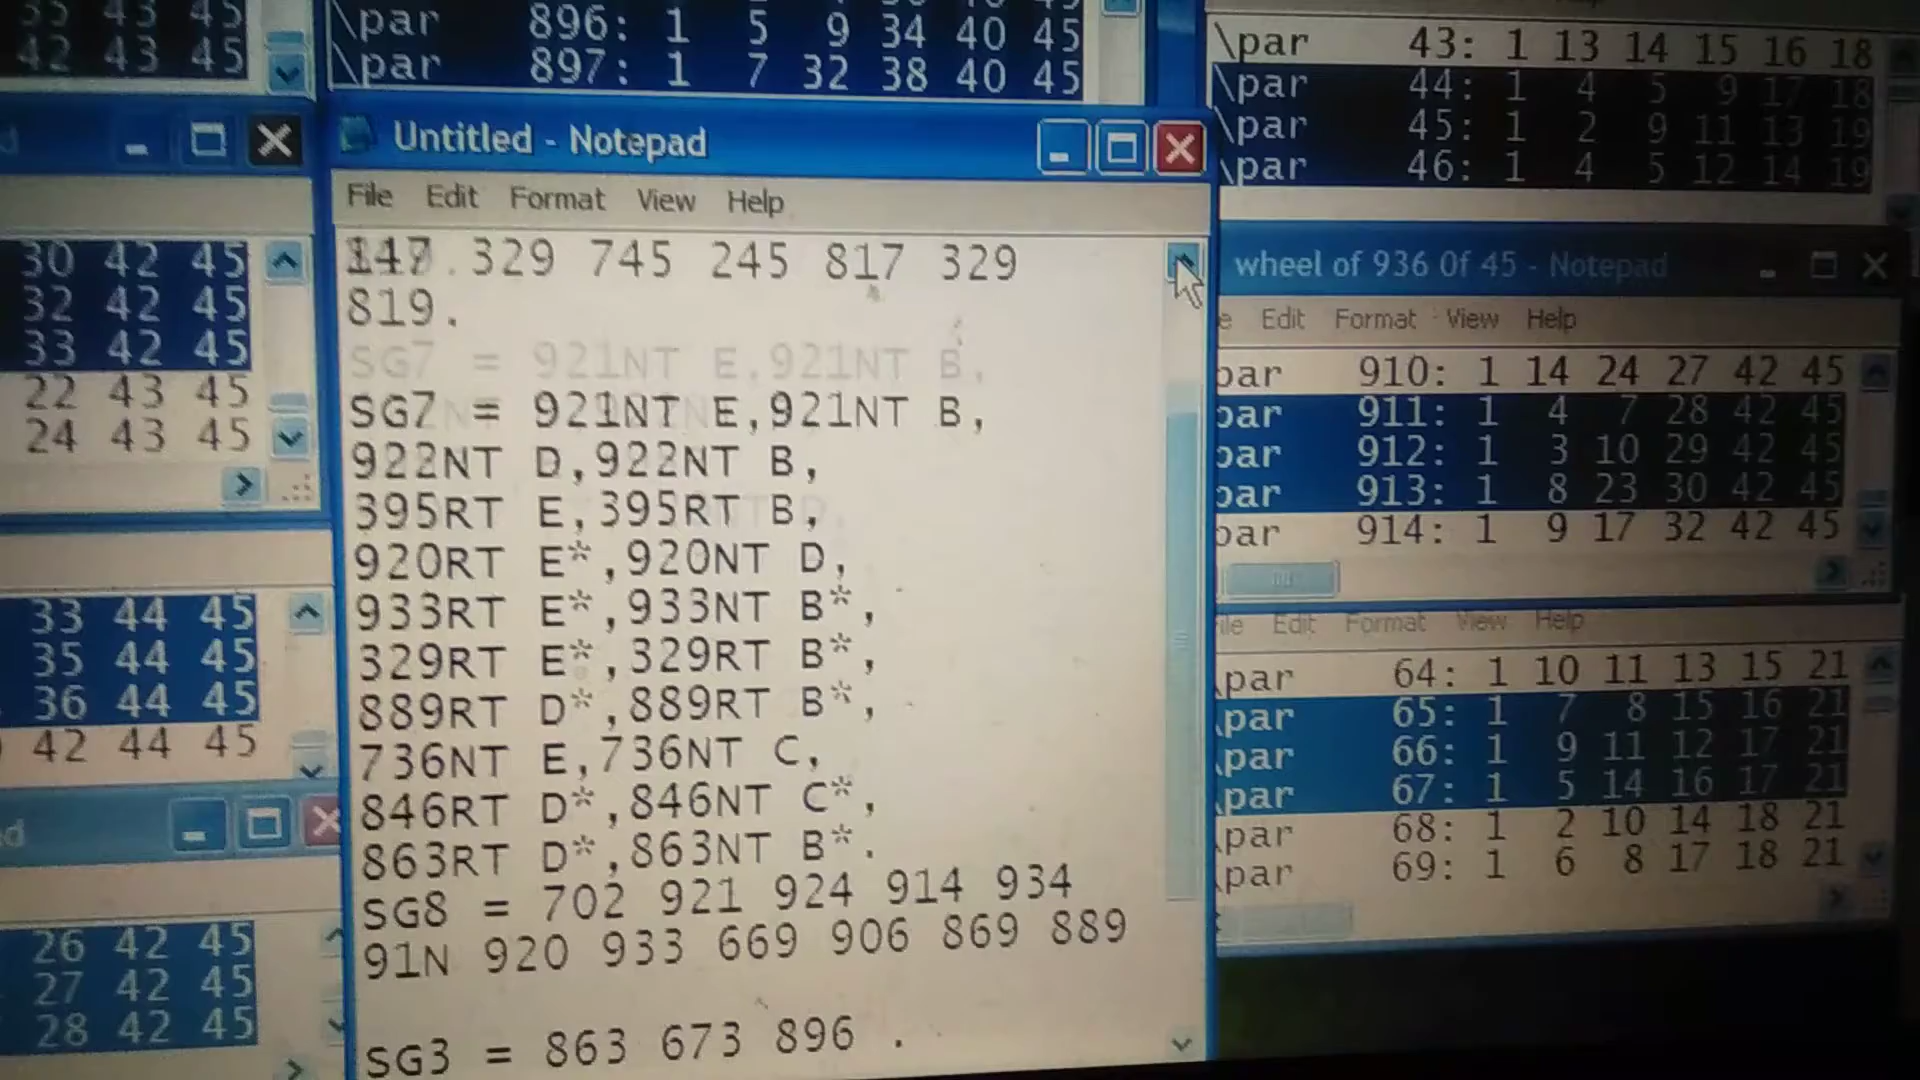 35 43 45
42 43 45
\par 896: 1 5 9 34 40 45
\par 897: 1 7 32 38 40 45
\par 43: 1 13 14 15 16 18
\par 44: 1 4 5 9 17 18
\par 45: 1 2 9 11 13 19
\par 46: 1 4 5 12 14 19
Untitled - Notepad
File Edit Format View Help
329 745 245 817 329
819.
SG7 = 921NT E,921NT B,
922NT D,922NT B,
395RT E,395RT B,
920RT E*,920NT D,
933RT E*,933NT B*,
329RT E*,329RT B*,
889RT D*,889RT B*,
736NT E,736NT C,
846RT D*,846NT C*,
863RT D*,863NT B*.
SG8 = 702 921 924 914 934
91N 920 933 669 906 869 889
SG3 = 863 673 896 .
30 42 45
32 42 45
33 42 45
22 43 45
24 43 45
33 44 45
35 44 45
36 44 45
42 44 45
26 42 45
27 42 45
28 42 45
wheel of 936 Of 45 - Notepad
e Edit Format View Help
par 910: 1 14 24 27 42 45
par 911: 1 4 7 28 42 45
par 912: 1 3 10 29 42 45
par 913: 1 8 23 30 42 45
par 914: 1 9 17 32 42 45
ile Edit Format View Help
\par 64: 1 10 11 13 15 21
\par 65: 1 7 8 15 16 21
\par 66: 1 9 11 12 17 21
\par 67: 1 5 14 16 17 21
\par 68: 1 2 10 14 18 21
\par 69: 1 6 8 17 18 21